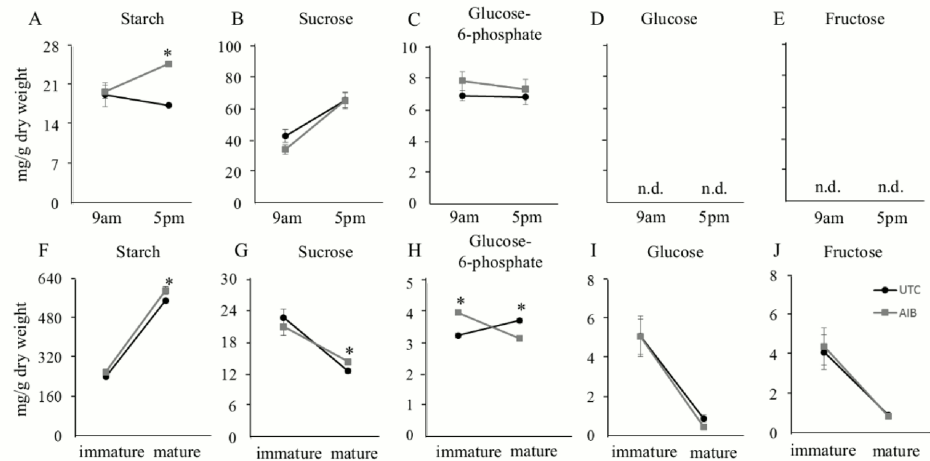 A Starch
B Sucrose
C Glucose-
6-phosphate
D Glucose
E Fructose
mg/g dry weight
28
21
14
7
0
*
9am 5pm
100
80
60
40
20
0
9am 5pm
10
8
6
4
2
0
9am 5pm
n.d. n.d.
9am 5pm
n.d. n.d.
9am 5pm
F Starch
G Sucrose
H Glucose-
6-phosphate
I Glucose
J Fructose
mg/g dry weight
640
480
320
160
0
*
immature mature
30
24
18
12
6
0
*
immature mature
5
4
3
2
1
0
* *
immature mature
8
6
4
2
0
immature mature
8
6
4
2
0
UTC
AIB
immature mature